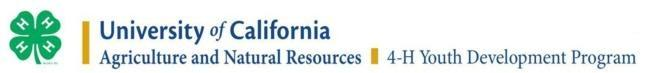 H H
H H
University of California
Agriculture and Natural Resources 4-H Youth Development Program